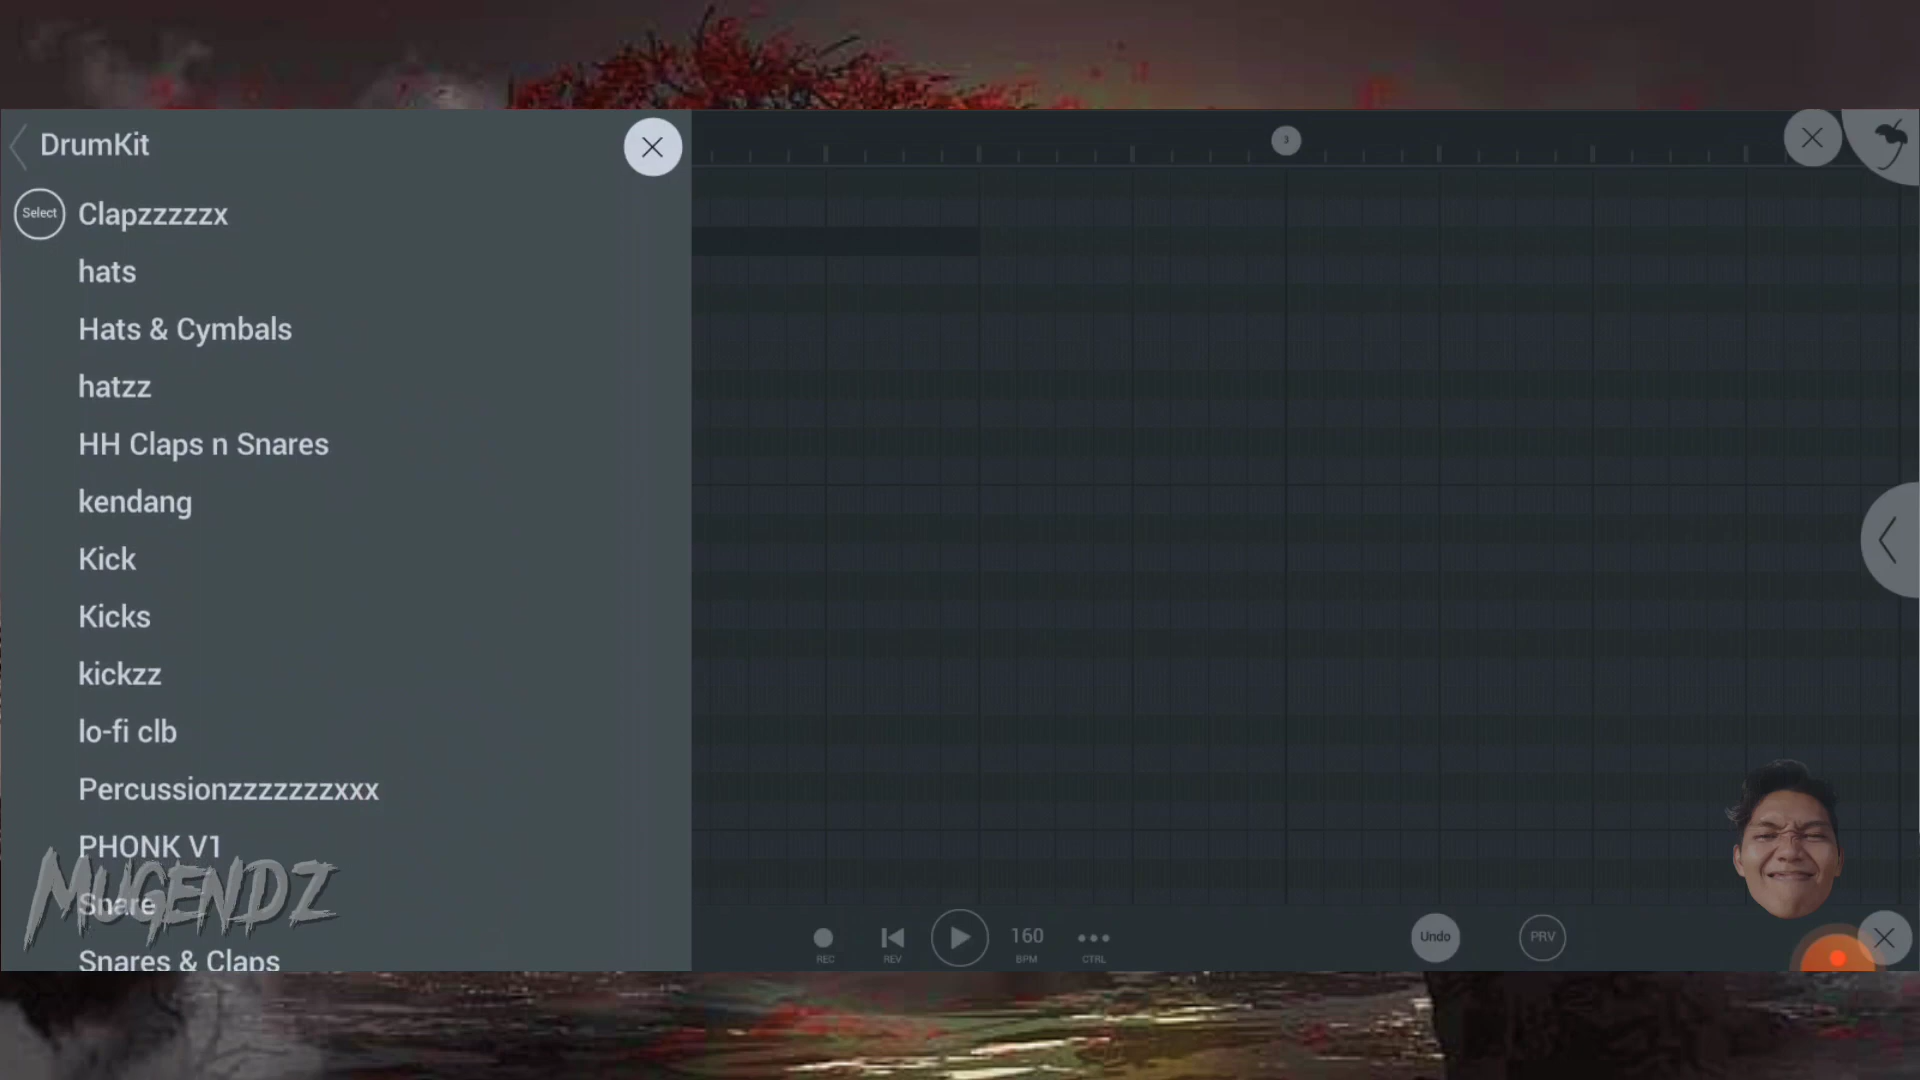 DrumKit
3
Select
Clapzzzzzx
hats
Hats & Cymbals
hatzz
HH Claps n Snares
kendang
Kick
Kicks
kickzz
lo-fi clb
Percussionzzzzzzzxxx
PHONK V1
MUGENDZ
Snare
Snares & Claps
REC
REV
160
BPM
CTRL
Undo
PRV